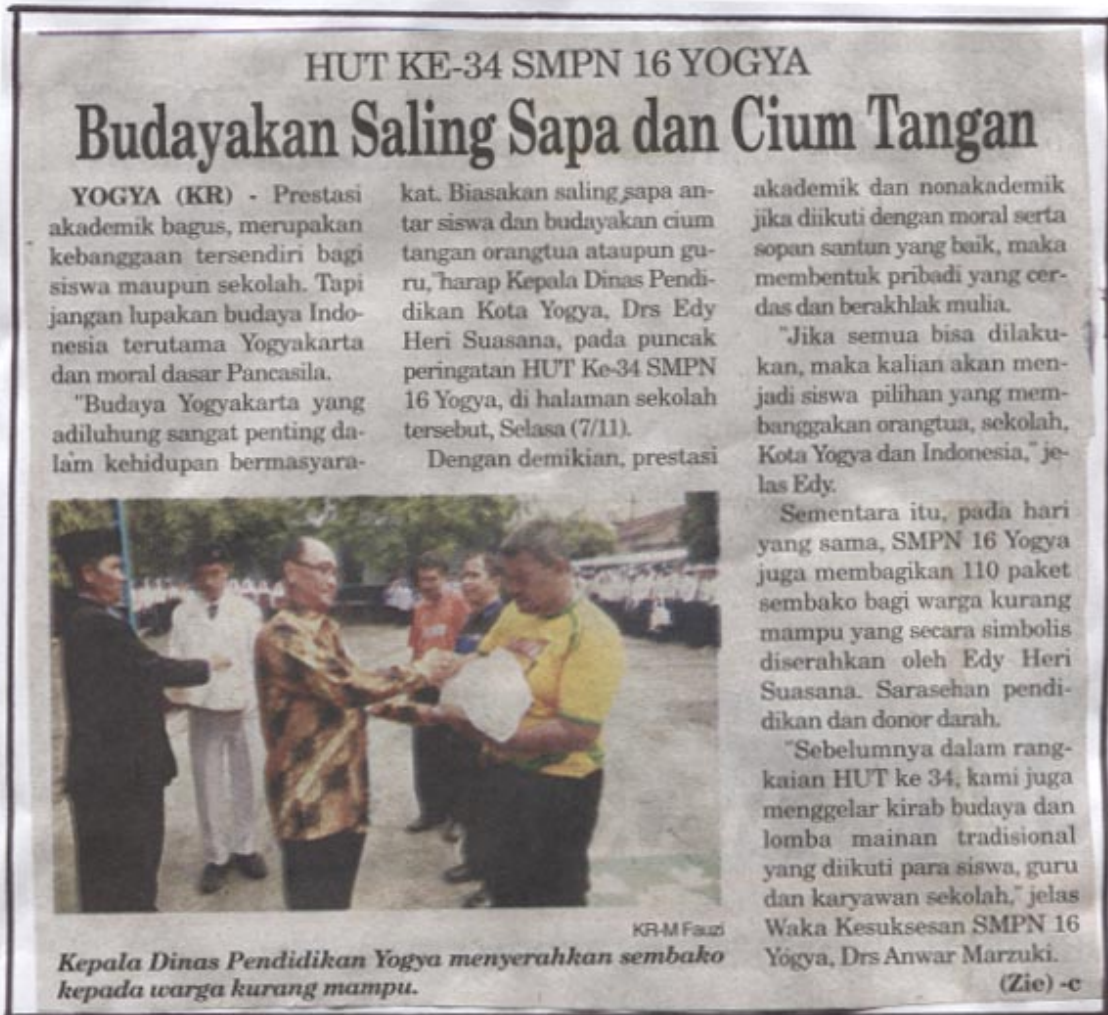 HUT KE-34 SMPN 16 YOGYA
Budayakan Saling Sapa dan Cium Tangan
YOGYA (KR) - Prestasi
akademik bagus, merupakan
kebanggaan tersendiri bagi
siswa maupun sekolah. Tapi
jangan lupakan budaya Indo-
nesia terutama Yogyakarta
dan moral dasar Pancasila.
"Budaya Yogyakarta yang
adiluhung sangat penting da-
lam kehidupan bermasyara-
kat. Biasakan saling sapa an-
tar siswa dan budayakan cium
tangan orangtua ataupun gu-
ru," harap Kepala Dinas Pendi-
dikan Kota Yogya, Drs Edy
Heri Suasana, pada puncak
peringatan HUT Ke-34 SMPN
16 Yogya, di halaman sekolah
tersebut, Selasa (7/11).
Dengan demikian, prestasi
akademik dan nonakademik
jika diikuti dengan moral serta
sopan santun yang baik, maka
membentuk pribadi yang cer-
das dan berakhlak mulia.
"Jika semua bisa dilaku-
kan, maka kalian akan men-
jadi siswa pilihan yang mem-
banggakan orangtua, sekolah,
Kota Yogya dan Indonesia," je-
las Edy.
Sementara itu, pada hari
yang sama, SMPN 16 Yogya
juga membagikan 110 paket
sembako bagi warga kurang
mampu yang secara simbolis
diserahkan oleh Edy Heri
Suasana. Sarasehan pendi-
dikan dan donor darah.
"Sebelumnya dalam rang-
kaian HUT ke 34, kami juga
menggelar kirab budaya dan
lomba mainan tradisional
yang diikuti para siswa, guru
dan karyawan sekolah," jelas
Waka Kesuksesan SMPN 16
Yogya, Drs Anwar Marzuki.
(Zie) -c
KR-M Fauzi
Kepala Dinas Pendidikan Yogya menyerahkan sembako
kepada warga kurang mampu.